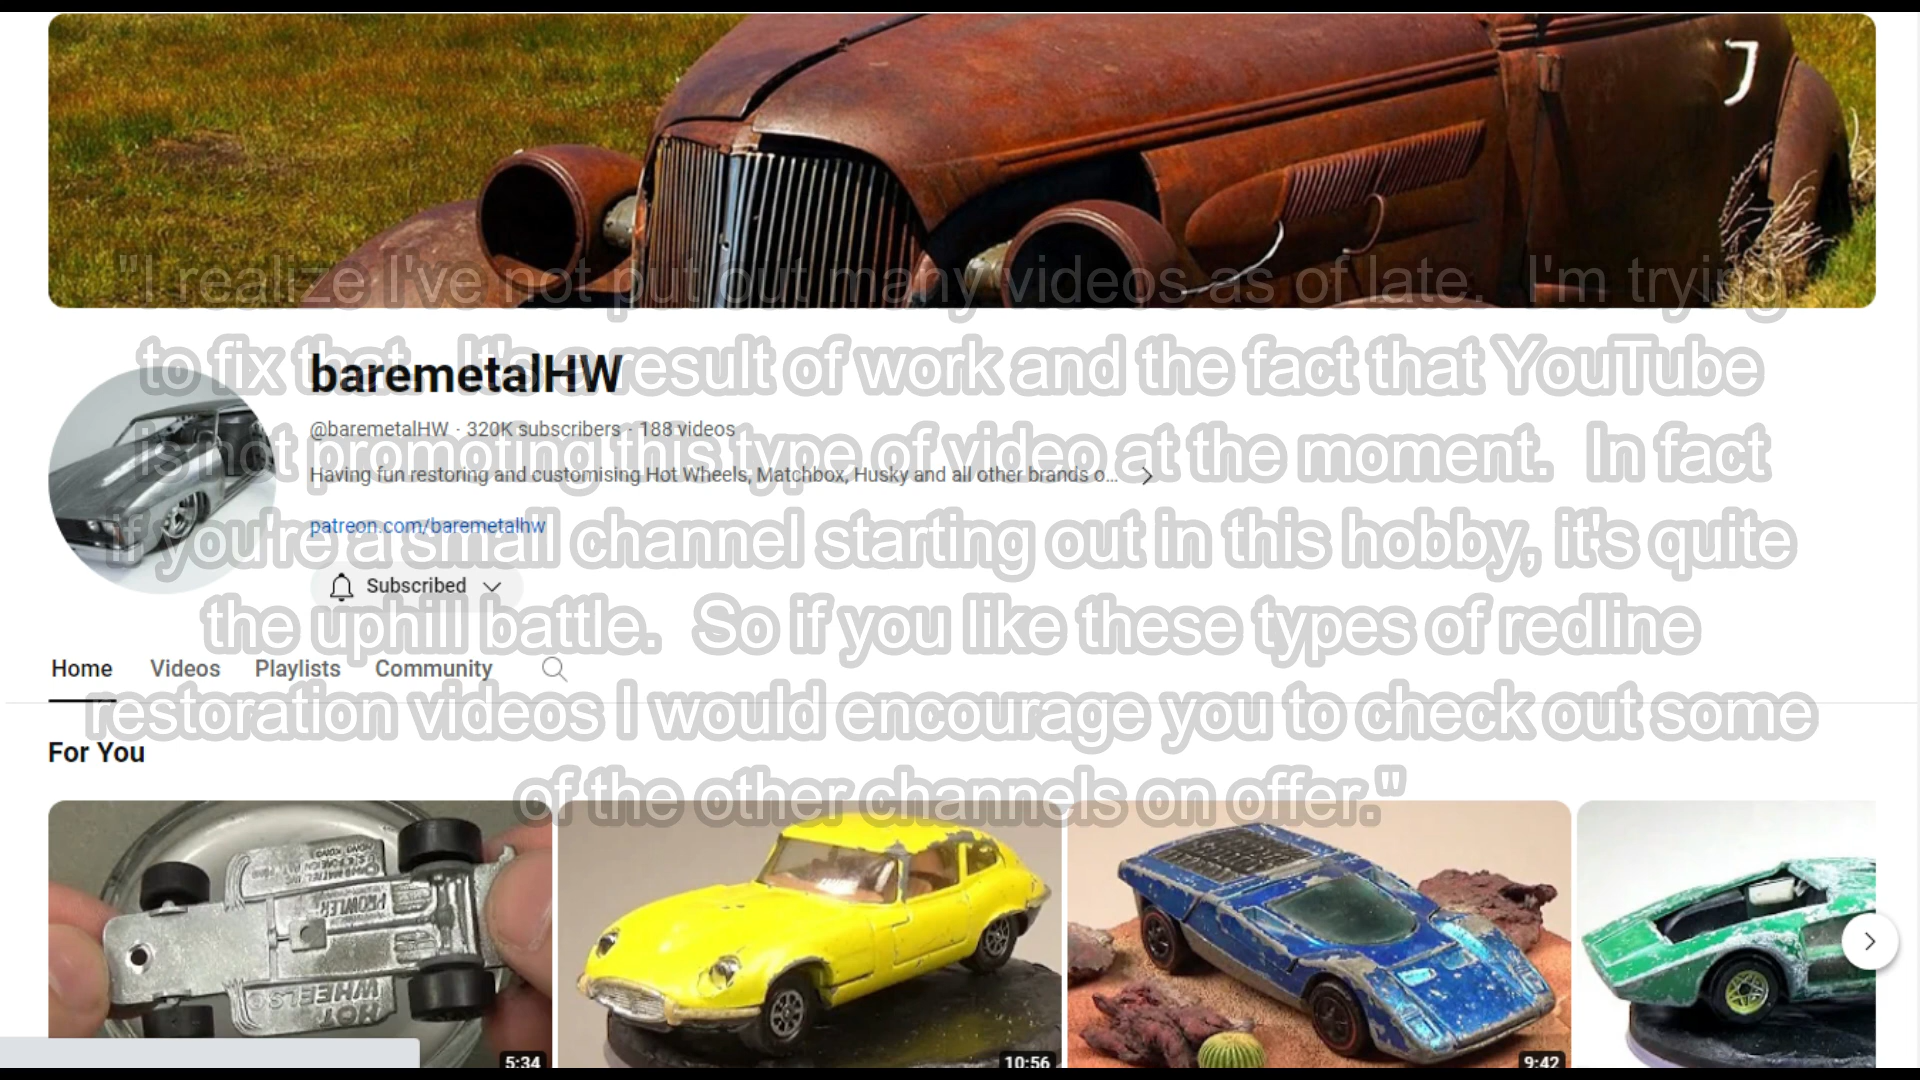 "I realize I've not put out many videos as of late.  I'm trying
to fix that.  It's a result of work and the fact that YouTube
is not promoting this type of video at the moment.  In fact
if you're a small channel starting out in this hobby, it's quite
the uphill battle.  So if you like these types of redline
restoration videos I would encourage you to check out some
of the other channels on offer."
baremetalHW
@baremetalHW · 320K subscribers · 188 videos
Having fun restoring and customising Hot Wheels, Matchbox, Husky and all other brands o...
patreon.com/baremetalhw
Subscribed
Home Videos Playlists Community
For You
PROWLER
HONG KONG
HOT
WHEELS
5:34
10:56
9:42